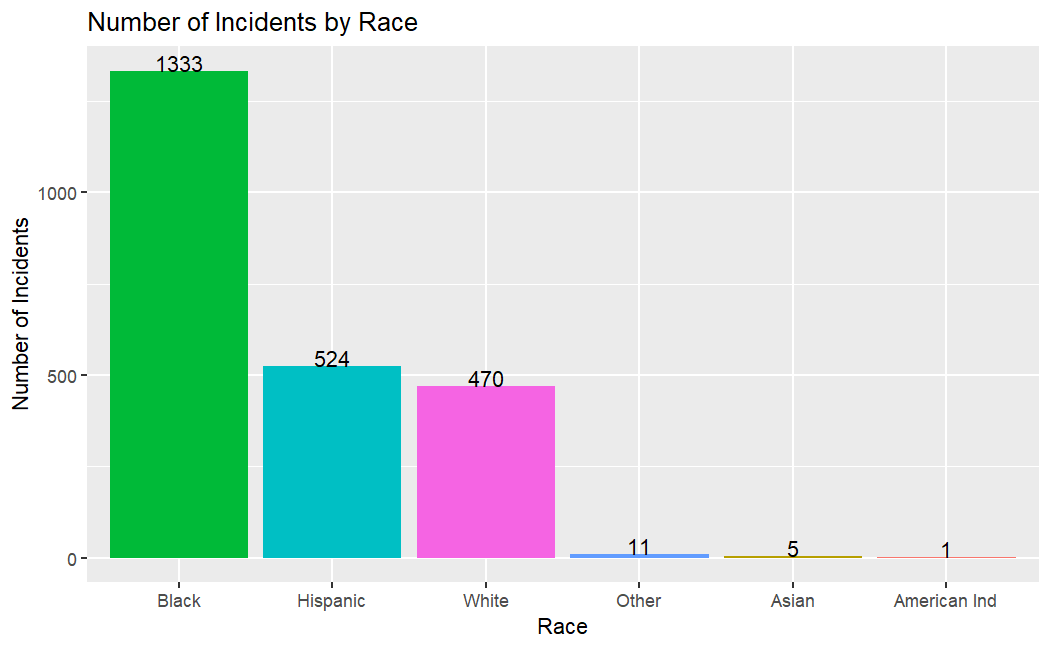 Number of Incidents by Race
Number of Incidents
1000
500
0
1333
524
470
11
5
1
Black
Hispanic
White
Other
Asian
American Ind
Race